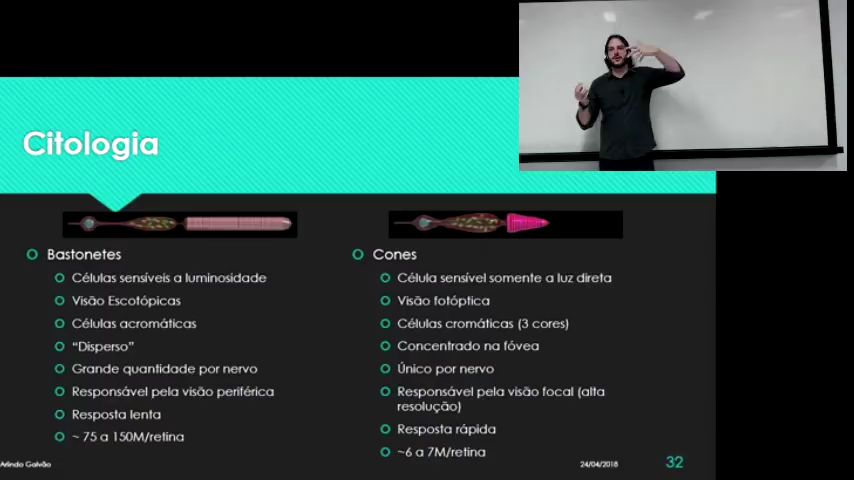 Citologia
Bastonetes
Células sensíveis a luminosidade
Visão Escotópicas
Células acromáticas
“Disperso”
Grande quantidade por nervo
Responsável pela visão periférica
Resposta lenta
~ 75 a 150M/retina
Cones
Célula sensível somente a luz direta
Visão fotóptica
Células cromáticas (3 cores)
Concentrado na fóvea
Único por nervo
Responsável pela visão focal (alta
resolução)
Resposta rápida
~6 a 7M/retina
Arlindo Galvão
24/04/2018
32